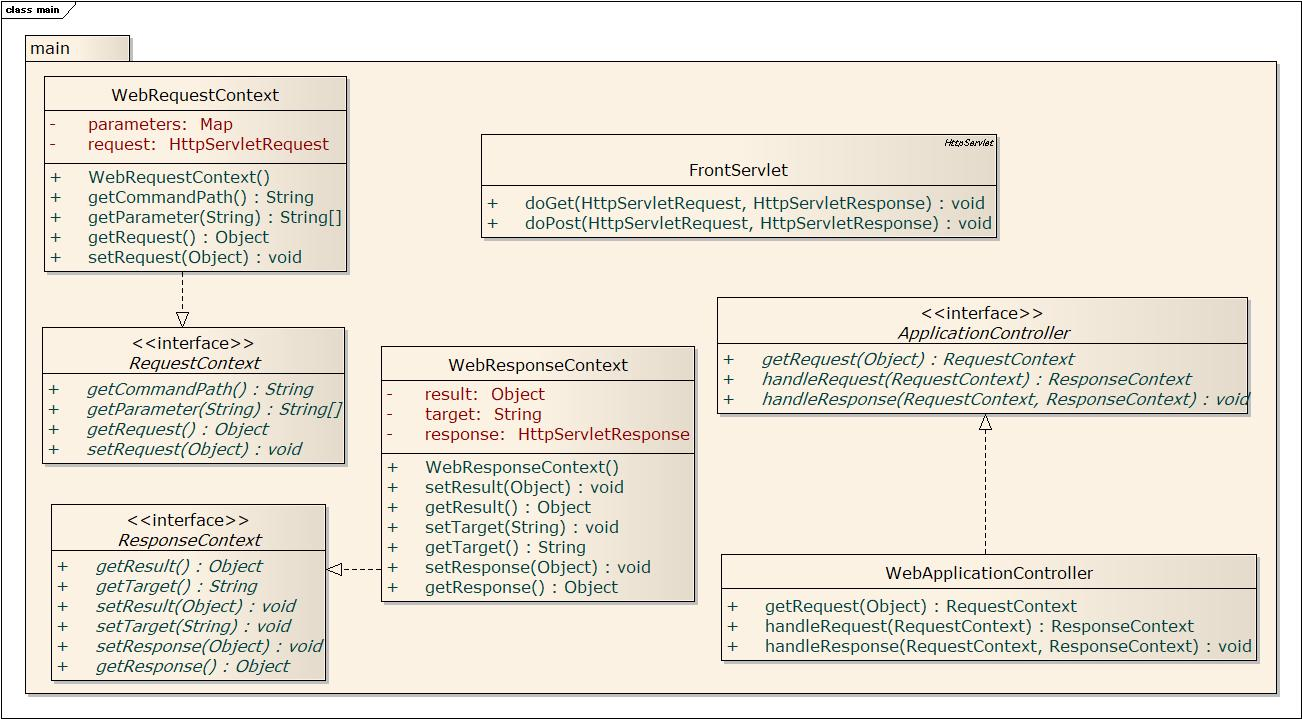 class main
main
WebRequestContext
- parameters: Map
- request: HttpServletRequest
+ WebRequestContext()
+ getCommandPath() : String
+ getParameter(String) : String[]
+ getRequest() : Object
+ setRequest(Object) : void
HttpServlet
FrontServlet
+ doGet(HttpServletRequest, HttpServletResponse) : void
+ doPost(HttpServletRequest, HttpServletResponse) : void
<<interface>>
RequestContext
+ getCommandPath() : String
+ getParameter(String) : String[]
+ getRequest() : Object
+ setRequest(Object) : void
WebResponseContext
- result: Object
- target: String
- response: HttpServletResponse
+ WebResponseContext()
+ setResult(Object) : void
+ getResult() : Object
+ setTarget(String) : void
+ getTarget() : String
+ setResponse(Object) : void
+ getResponse() : Object
<<interface>>
ApplicationController
+ getRequest(Object) : RequestContext
+ handleRequest(RequestContext) : ResponseContext
+ handleResponse(RequestContext, ResponseContext) : void
<<interface>>
ResponseContext
+ getResult() : Object
+ getTarget() : String
+ setResult(Object) : void
+ setTarget(String) : void
+ setResponse(Object) : void
+ getResponse() : Object
WebApplicationController
+ getRequest(Object) : RequestContext
+ handleRequest(RequestContext) : ResponseContext
+ handleResponse(RequestContext, ResponseContext) : void